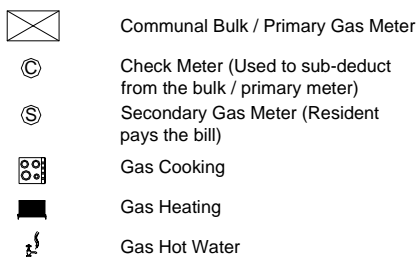 Communal Bulk / Primary Gas Meter
C Check Meter (Used to sub-deduct
from the bulk / primary meter)
S Secondary Gas Meter (Resident
pays the bill)
Gas Cooking
Gas Heating
Gas Hot Water